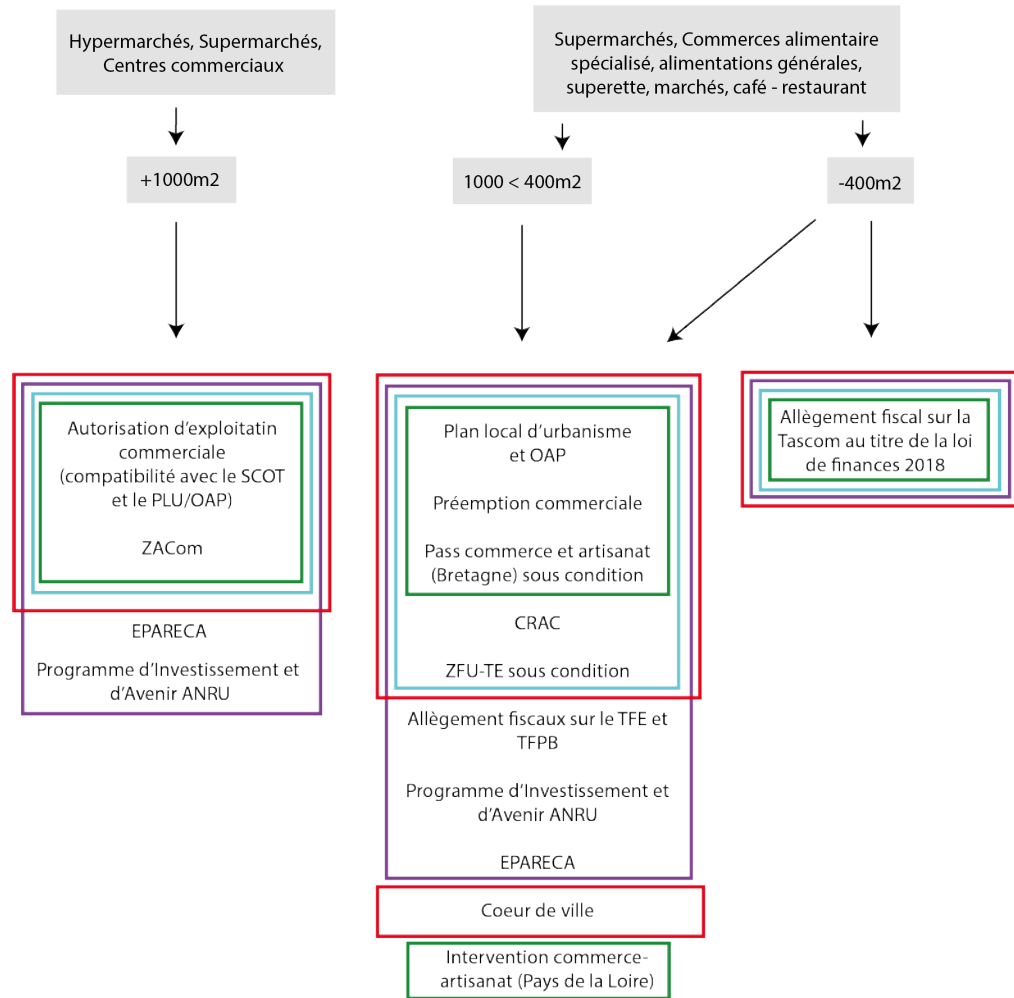 Hypermarchés, Supermarchés,
Centres commerciaux
Supermarchés, Commerces alimentaire
spécialisé, alimentations générales,
superette, marchés, café - restaurant
+1000m2
1000 < 400m2
-400m2
Autorisation d'exploitatin
commerciale
(compatibilité avec le SCOT
et le PLU/OAP)
ZACom
EPARECA
Programme d'Investissement et
d'Avenir ANRU
Plan local d'urbanisme
et OAP
Préemption commerciale
Pass commerce et artisanat
(Bretagne) sous condition
CRAC
ZFU-TE sous condition
Allègement fiscaux sur le TFE et
TFPB
Programme d'Investissement et
d'Avenir ANRU
EPARECA
Coeur de ville
Intervention commerce-
artisanat (Pays de la Loire)
Allègement fiscal sur la
Tascom au titre de la loi
de finances 2018